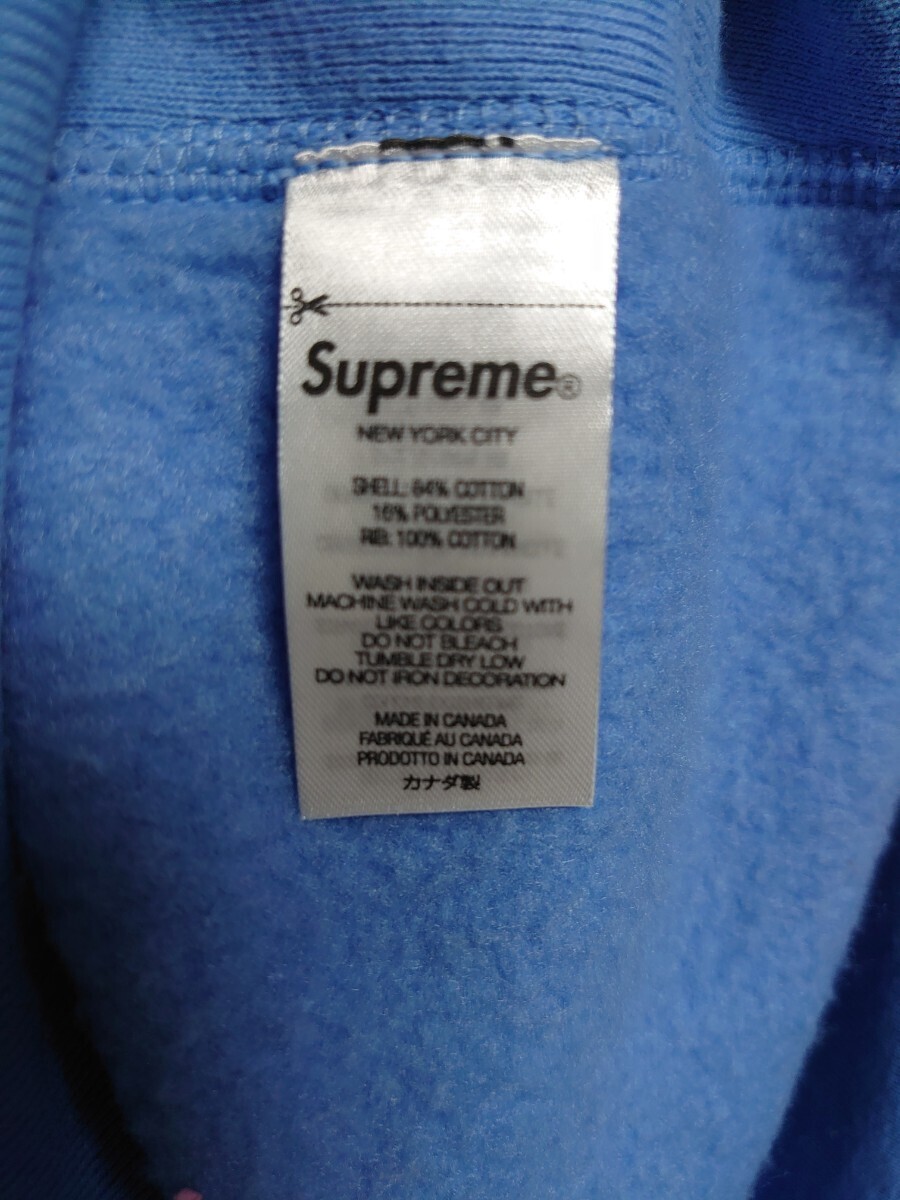 Supreme®
NEW YORK CITY
SHELL: 84% COTTON
16% POLYESTER
RIB: 100% COTTON
WASH INSIDE OUT
MACHINE WASH COLD WITH
LIKE COLORS
DO NOT BLEACH
TUMBLE DRY LOW
DO NOT IRON DECORATION
MADE IN CANADA
FABRIQUÉ AU CANADA
PRODOTTO IN CANADA
カナダ製